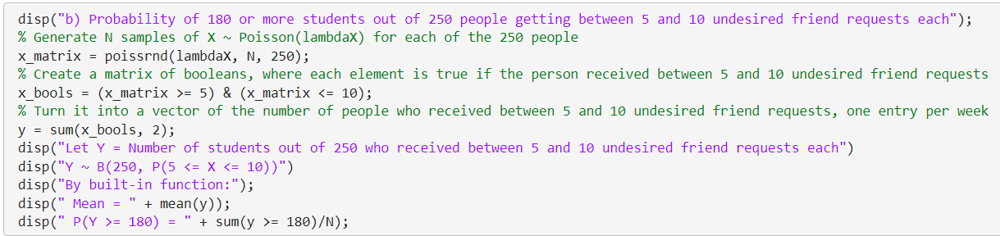 disp("b) Probability of 180 or more students out of 250 people getting between 5 and 10 undesired friend requests each");
% Generate N samples of X ~ Poisson(lambdaX) for each of the 250 people
x_matrix = poissrnd(lambdaX, N, 250);
% Create a matrix of booleans, where each element is true if the person received between 5 and 10 undesired friend requests
x_bools = (x_matrix >= 5) & (x_matrix <= 10);
% Turn it into a vector of the number of people who received between 5 and 10 undesired friend requests, one entry per week
y = sum(x_bools, 2);
disp("Let Y = Number of students out of 250 who received between 5 and 10 undesired friend requests each")
disp("Y ~ B(250, P(5 <= X <= 10))")
disp("By built-in function:");
disp(" Mean = " + mean(y));
disp(" P(Y >= 180) = " + sum(y >= 180)/N);